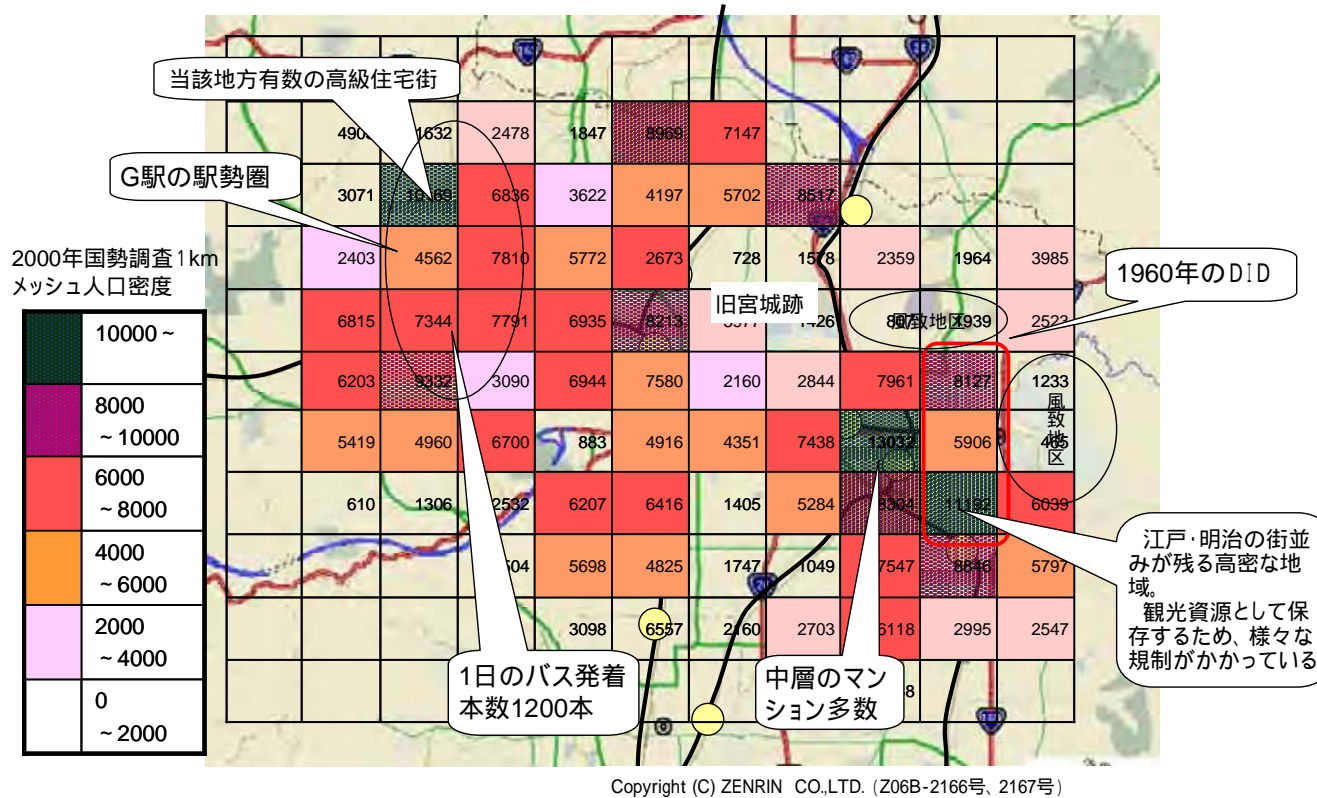 当該地方有数の高級住宅街
G駅の駅勢圏
2000年国勢調査1km
メッシュ人口密度
10000~
8000
~10000
6000
~8000
4000
~6000
2000
~4000
0
~2000
1632 2478 1847 8969 7147
3071 6836 3622 4197 5702 8517
2403 4562 7810 5772 2673 728 1578 2359 1964 3985
旧宮城跡
1960年のDID
6815 7344 7791 6935 8213 1426 風致地区 1939 2523
6203 9332 3090 6944 7580 2160 2844 7961 8127 1233
風致地区
5419 4960 6700 883 4916 4351 7438 13032 5906 465
610 1306 2532 6207 6416 1405 5284 11192 6039
5698 4825 1747 1049 7547 8846 5797
3098 6557 2160 2703 6118 2995 2547
江戸・明治の街並
みが残る高密な地
域。
観光資源として保
存するため、様々な
規制がかかっている
1日のバス発着
本数1200本
中層のマン
ション多数
Copyright (C) ZENRIN CO.,LTD. (Z06B-2166号、2167号)